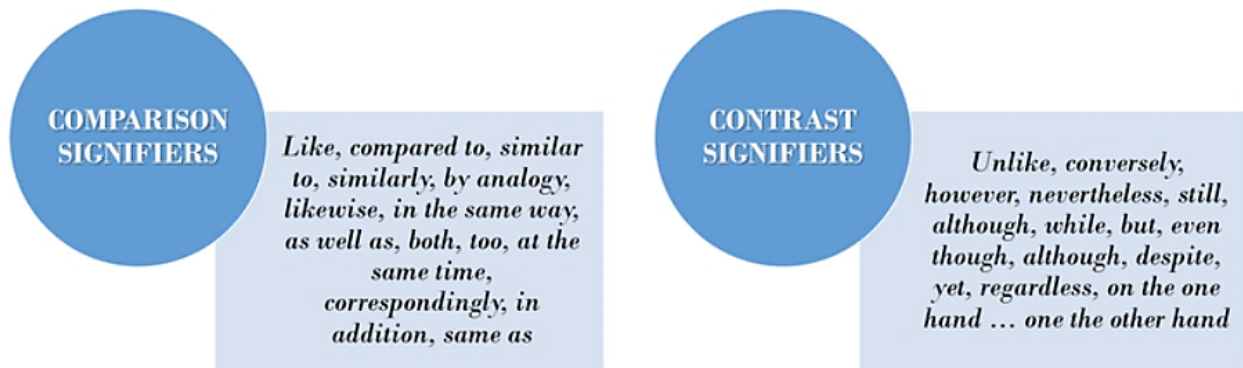 COMPARISON
SIGNIFIERS
Like, compared to, similar
to, similarly, by analogy,
likewise, in the same way,
as well as, both, too, at the
same time,
correspondingly, in
addition, same as
CONTRAST
SIGNIFIERS
Unlike, conversely,
however, nevertheless, still,
although, while, but, even
though, although, despite,
yet, regardless, on the one
hand … one the other hand